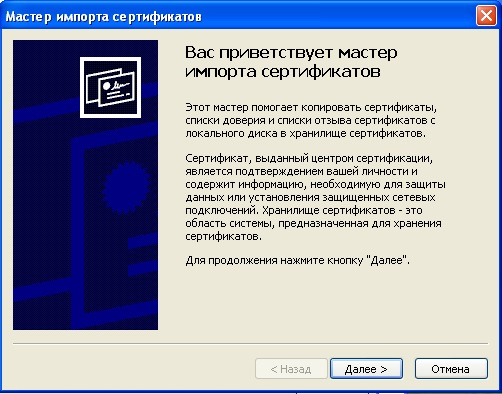 Мастер импорта сертификатов
Вас приветствует мастер
импорта сертификатов
Этот мастер помогает копировать сертификаты,
списки доверия и списки отзыва сертификатов с
локального диска в хранилище сертификатов.
Сертификат, выданный центром сертификации,
является подтверждением вашей личности и
содержит информацию, необходимую для защиты
данных или установления защищенных сетевых
подключений. Хранилище сертификатов - это
область системы, предназначенная для хранения
сертификатов.
Для продолжения нажмите кнопку "Далее".
< Назад Далее > Отмена